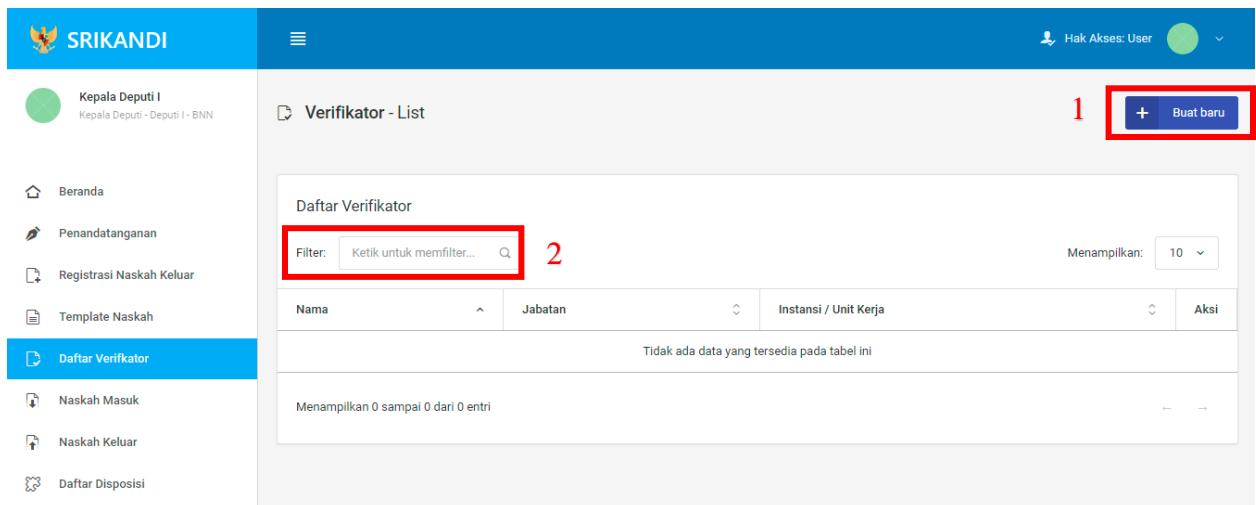 SRIKANDI
Hak Akses: User
Kepala Deputi I
Kepala Deputi - Deputi I - BNN
Verifikator - List
1
Buat baru
Beranda
Penandatanganan
Registrasi Naskah Keluar
Template Naskah
Daftar Verifkator
Naskah Masuk
Naskah Keluar
Daftar Disposisi
Daftar Verifikator
Filter: Ketik untuk memfilter...
2
Menampilkan: 10
Nama Jabatan Instansi / Unit Kerja Aksi
Tidak ada data yang tersedia pada tabel ini
Menampilkan 0 sampai 0 dari 0 entri